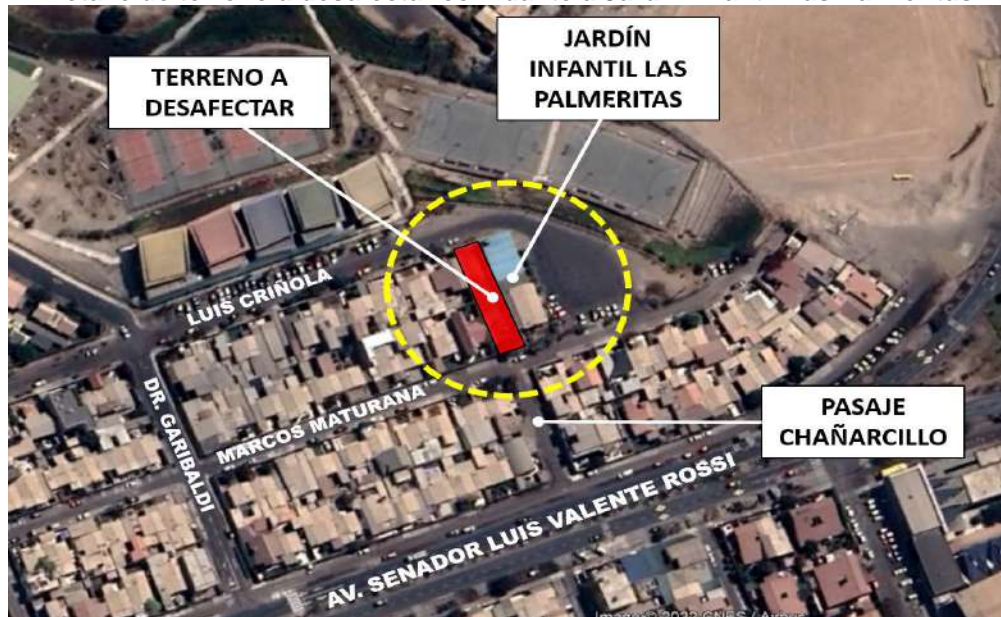 TERRENO A
DESAFECTAR
JARDÍN
INFANTIL LAS
PALMERITAS
LUIS CRIÑOLA
DR. GARIBALDI
MARCOS MATURANA
PASAJE
CHAÑARCILLO
AV. SENADOR LUIS VALENTE ROSSI